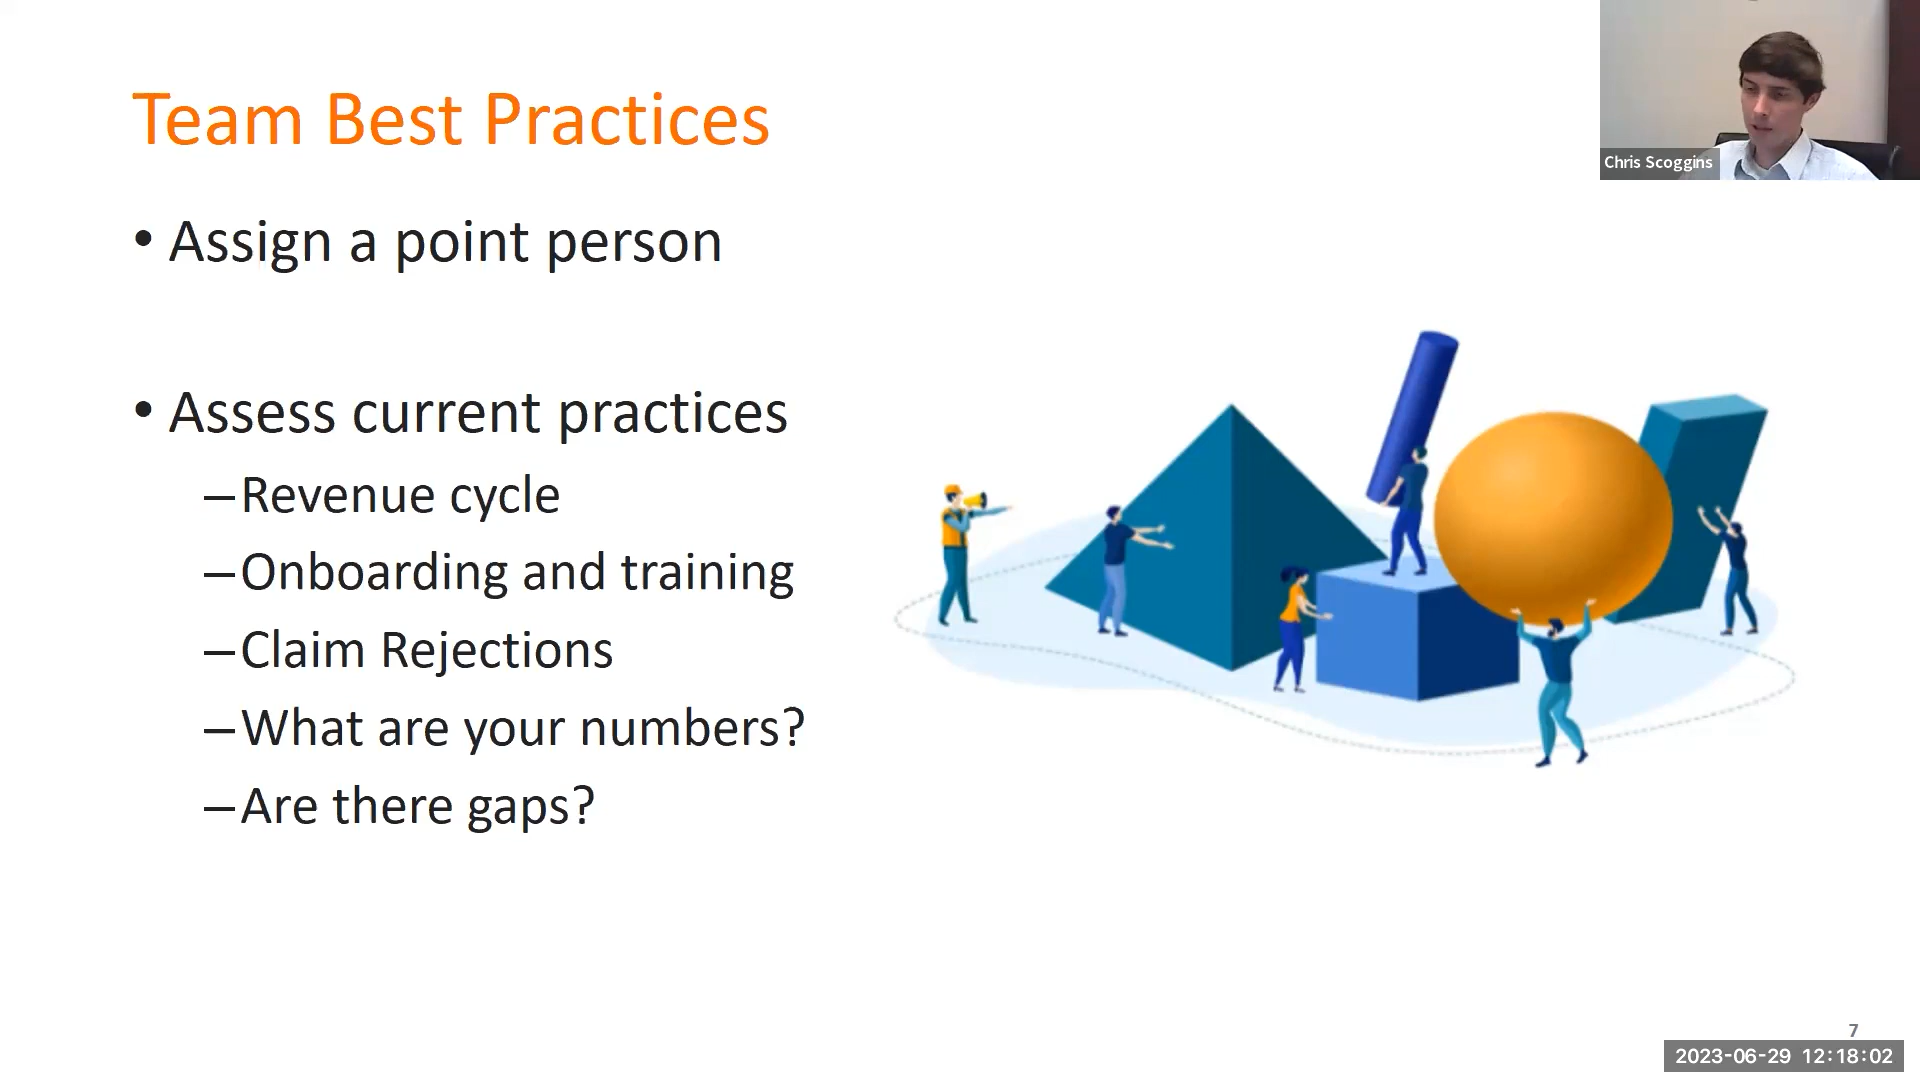 Team Best Practices
Chris Scoggins
• Assign a point person
• Assess current practices
–Revenue cycle
–Onboarding and training
–Claim Rejections
–What are your numbers?
–Are there gaps?
7
2023-06-29 12:18:02